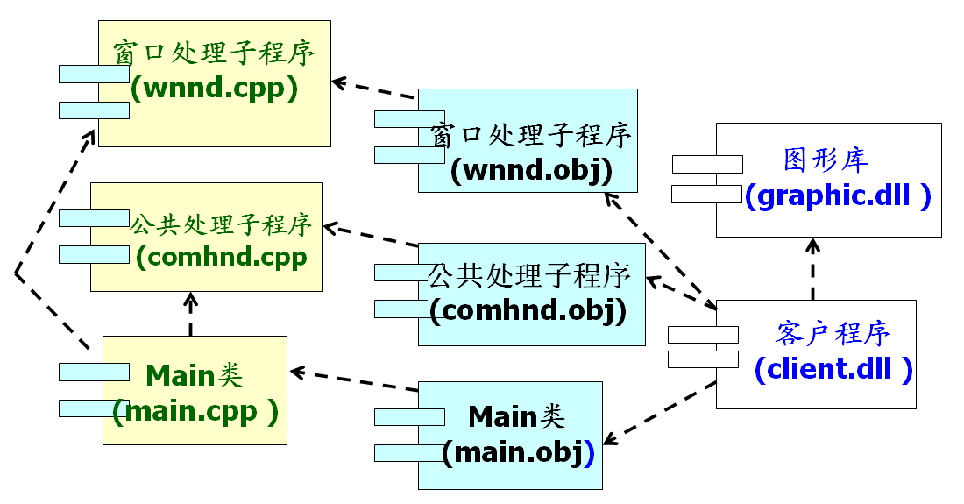 窗口处理子程序
(wnnd.cpp)
公共处理子程序
(comhnd.cpp
Main类
(main.cpp )
窗口处理子程序
(wnnd.obj)
公共处理子程序
(comhnd.obj)
Main类
(main.obj)
图形库
(graphic.dll )
客户程序
(client.dll )